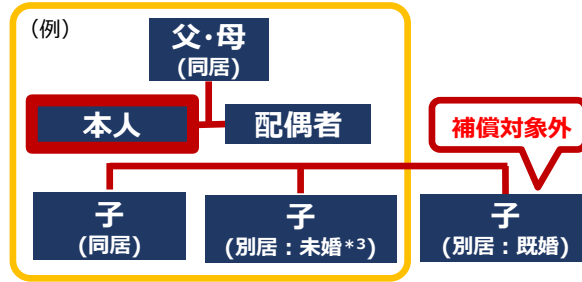 (例)
父・母
(同居)
本人
配偶者
補償対象外
子
(同居)
子
(別居：未婚*3)
子
(別居：既婚)